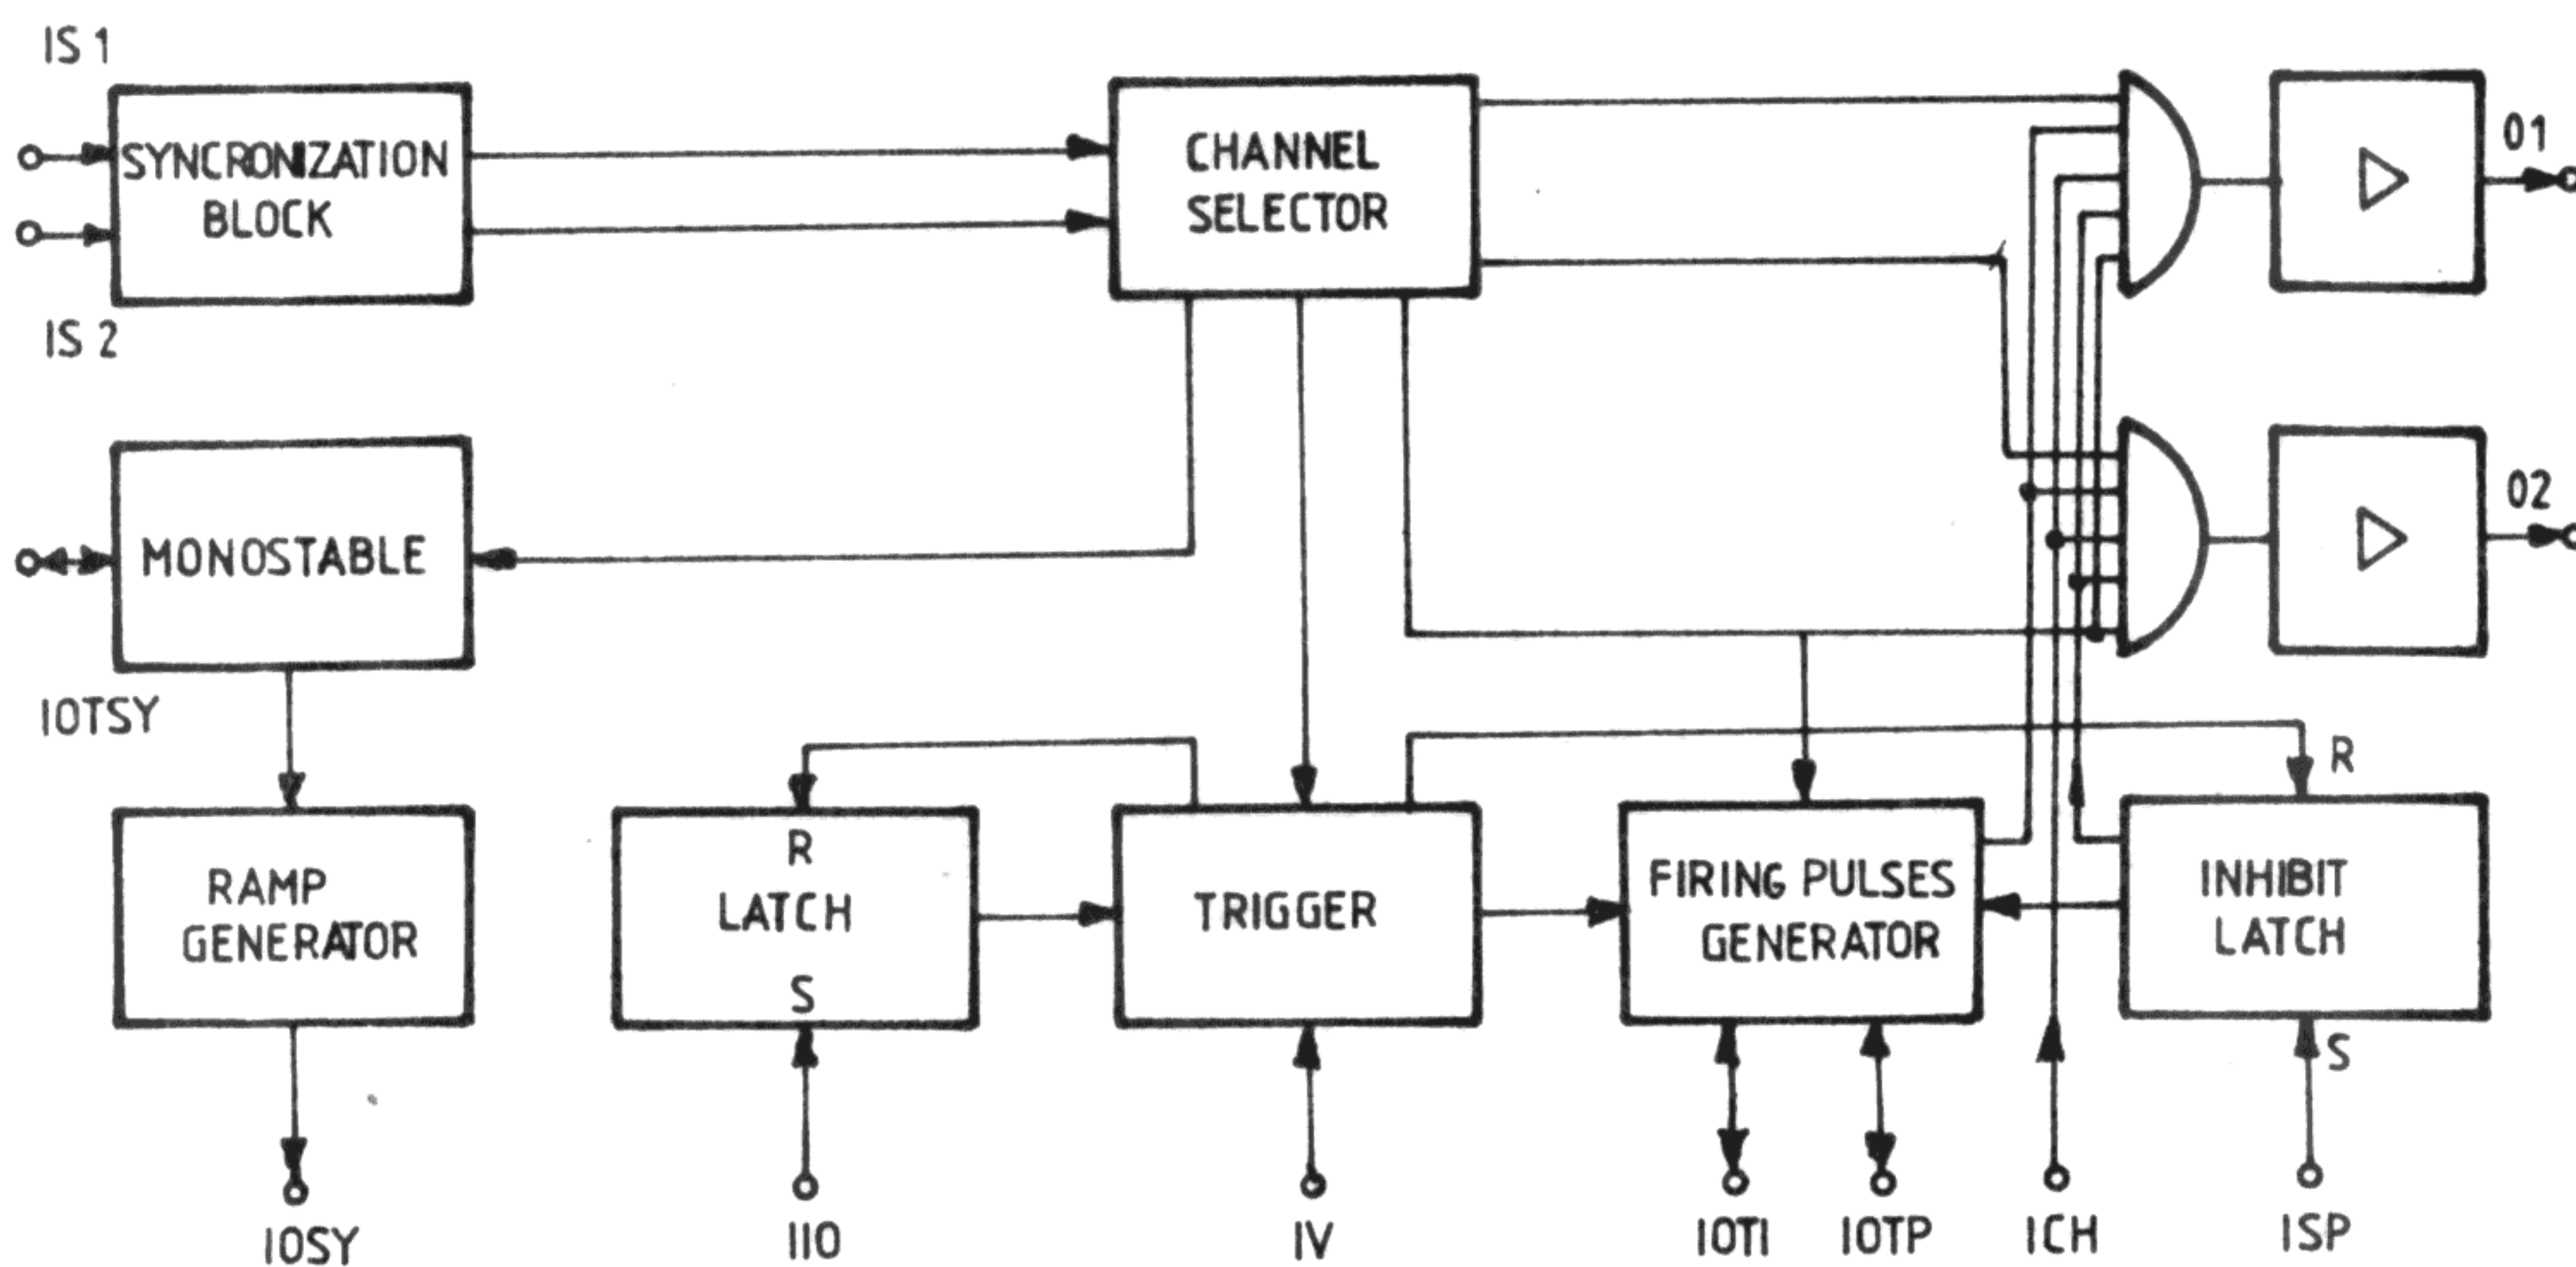 IS 1
SYNCRONIZATION
BLOCK
IS 2
CHANNEL
SELECTOR
01
02
MONOSTABLE
IOTSY
RAMP
GENERATOR
R
LATCH
S
TRIGGER
FIRING PULSES
GENERATOR
R
INHIBIT
LATCH
S
IOSY
IIO
IV
IOTI
IOTP
ICH
ISP